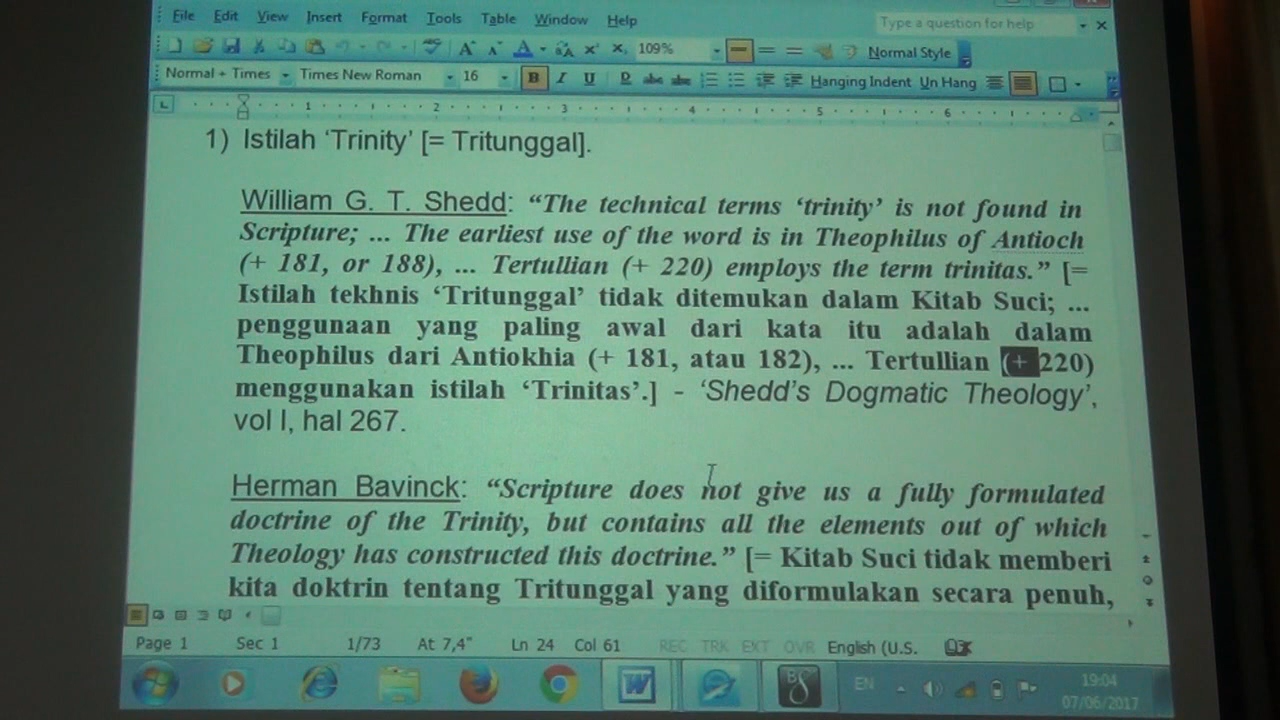 File Edit View Insert Format Tools Table Window Help Type a question for help
109% Normal Style
Normal + Times Times New Roman 16 B I U Hanging Indent Un Hang
1 2 3 4 5 6
1) Istilah ‘Trinity’ [= Tritunggal].
William G. T. Shedd: “The technical terms ‘trinity’ is not found in
Scripture; ... The earliest use of the word is in Theophilus of Antioch
(+ 181, or 188), ... Tertullian (+ 220) employs the term trinitas.” [=
Istilah tekhnis ‘Tritunggal’ tidak ditemukan dalam Kitab Suci; ...
penggunaan yang paling awal dari kata itu adalah dalam
Theophilus dari Antiokhia (+ 181, atau 182), ... Tertullian (+ 220)
menggunakan istilah ‘Trinitas’.] - ‘Shedd’s Dogmatic Theology’,
vol I, hal 267.
Herman Bavinck: “Scripture does not give us a fully formulated
doctrine of the Trinity, but contains all the elements out of which
Theology has constructed this doctrine.” [= Kitab Suci tidak memberi
kita doktrin tentang Tritunggal yang diformulakan secara penuh,
Page 1 Sec 1 1/73 At 7,4" Ln 24 Col 61 REC TRK EXT OVR English (U.S.
EN 19:04
07/06/2017